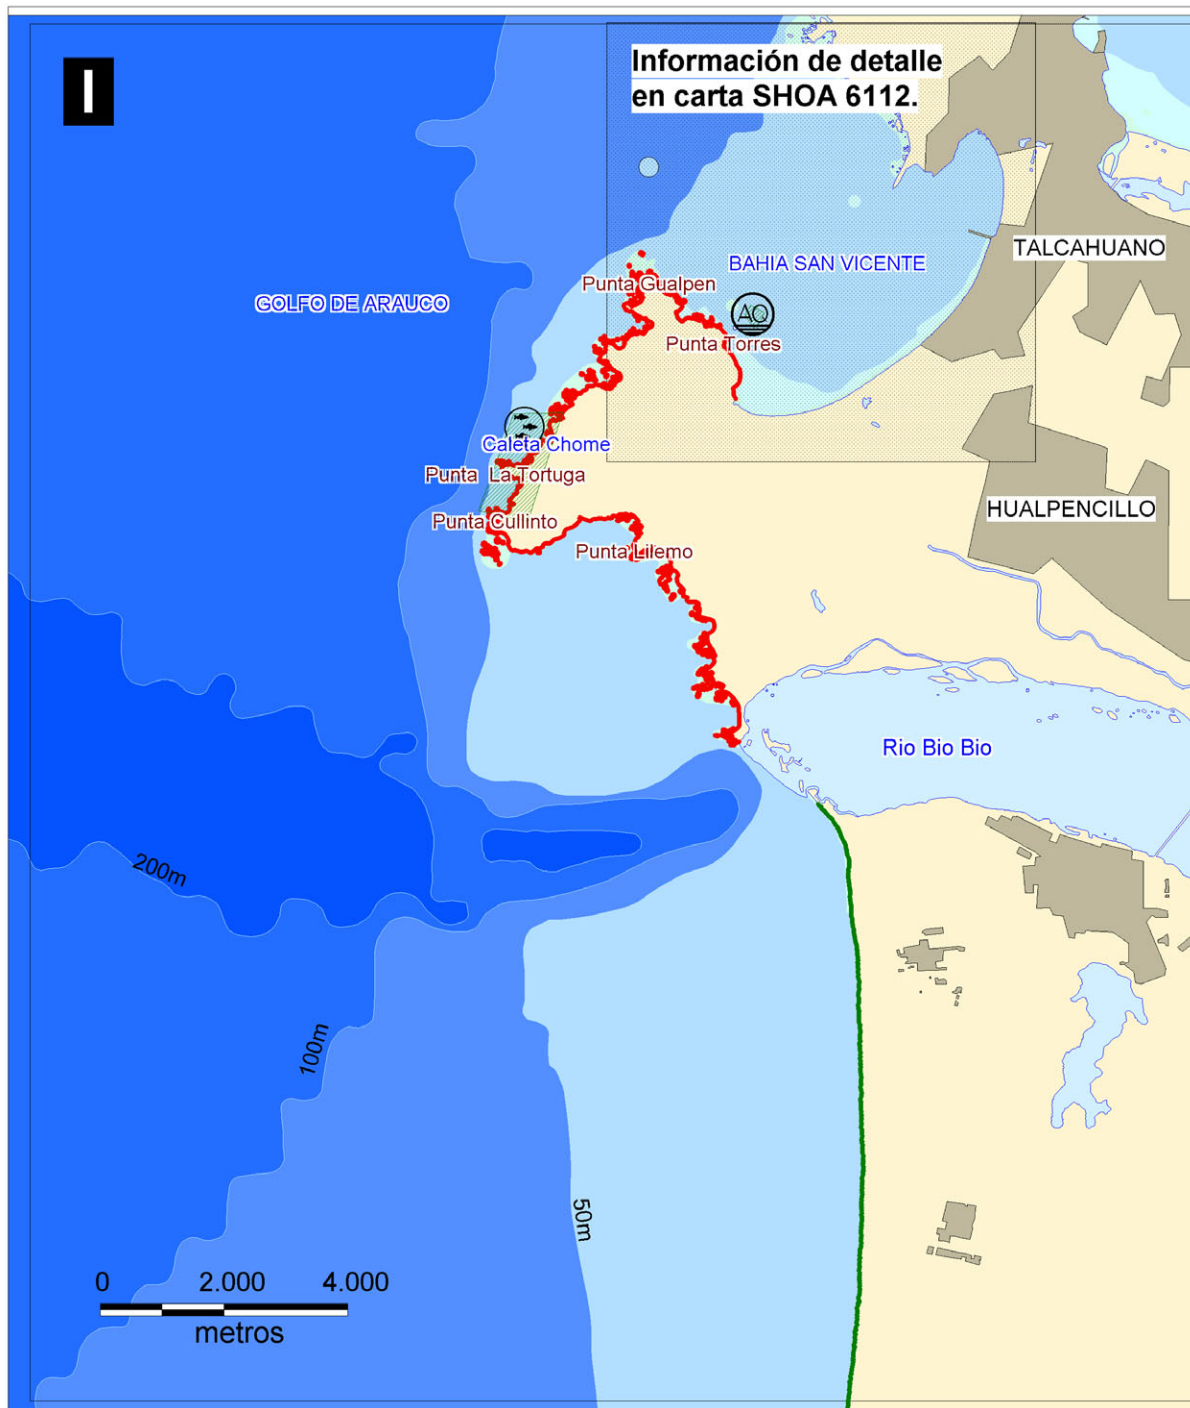 I
Información de detalle
en carta SHOA 6112.
TALCAHUANO
BAHIA SAN VICENTE
Punta Gualpen
GOLFO DE ARAUCO
AQ
Punta Torres
Caleta Chome
Punta La Tortuga
HUALPENCILLO
Punta Cullinto
Punta Lilemo
Rio Bio Bio
200m
100m
50m
0 2.000 4.000
metros